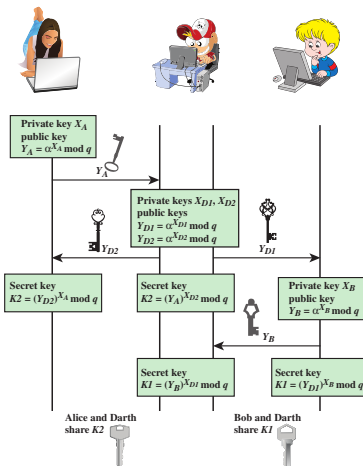 Private key X_A
public key
Y_A = α^X_A mod q
Y_A
Private keys X_D1, X_D2
public keys
Y_D1 = α^X_D1 mod q
Y_D2 = α^X_D2 mod q
Y_D2
Y_D1
Secret key
K2 = (Y_D2)^X_A mod q
Secret key
K2 = (Y_A)^X_D2 mod q
Private key X_B
public key
Y_B = α^X_B mod q
Y_B
Secret key
K1 = (Y_B)^X_D1 mod q
Secret key
K1 = (Y_D1)^X_B mod q
Alice and Darth
share K2
Bob and Darth
share K1